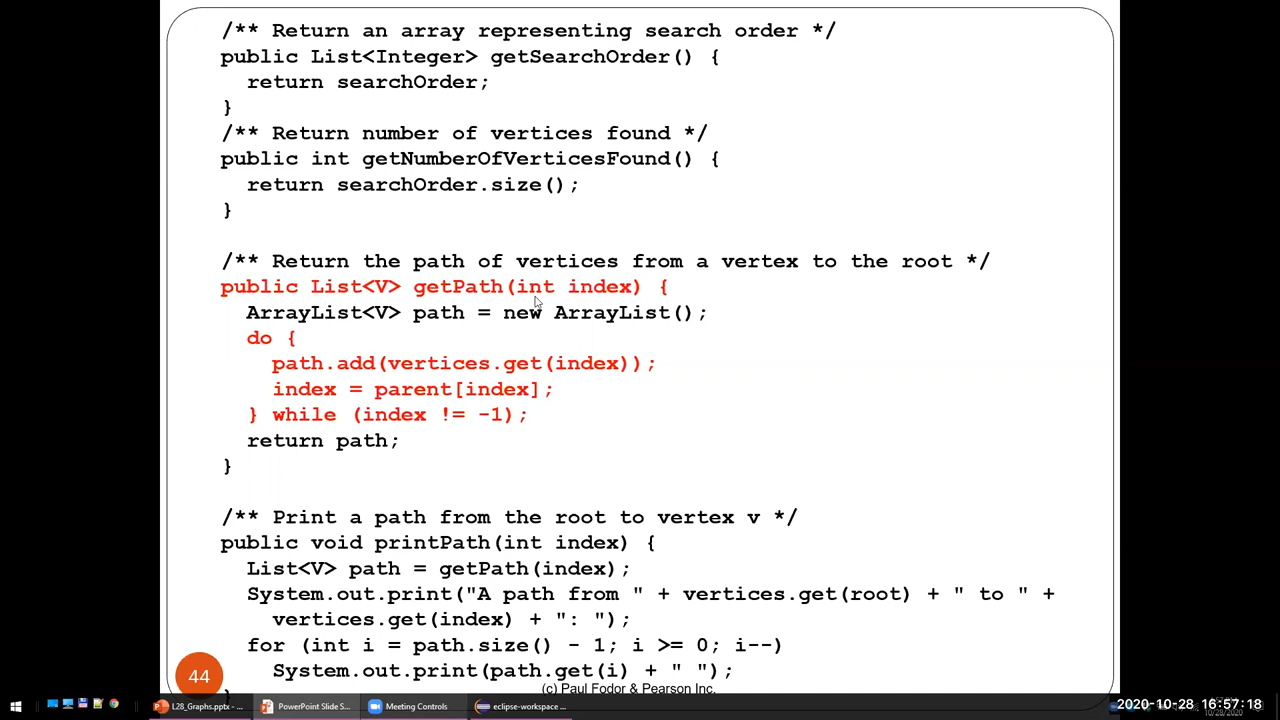 /** Return an array representing search order */
public List<Integer> getSearchOrder() {
return searchOrder;
}
/** Return number of vertices found */
public int getNumberOfVerticesFound() {
return searchOrder.size();
}
/** Return the path of vertices from a vertex to the root */
public List<V> getPath(int index) {
ArrayList<V> path = new ArrayList();
do {
path.add(vertices.get(index));
index = parent[index];
} while (index != -1);
return path;
}
/** Print a path from the root to vertex v */
public void printPath(int index) {
List<V> path = getPath(index);
System.out.print("A path from " + vertices.get(root) + " to " +
vertices.get(index) + ": ");
for (int i = path.size() - 1; i >= 0; i--)
System.out.print(path.get(i) + " ");
44
(c) Paul Fodor & Pearson Inc.
L28_Graphs.pptx - ...
PowerPoint Slide S...
Meeting Controls
eclipse-workspace ...
2020-10-28 16:57:18